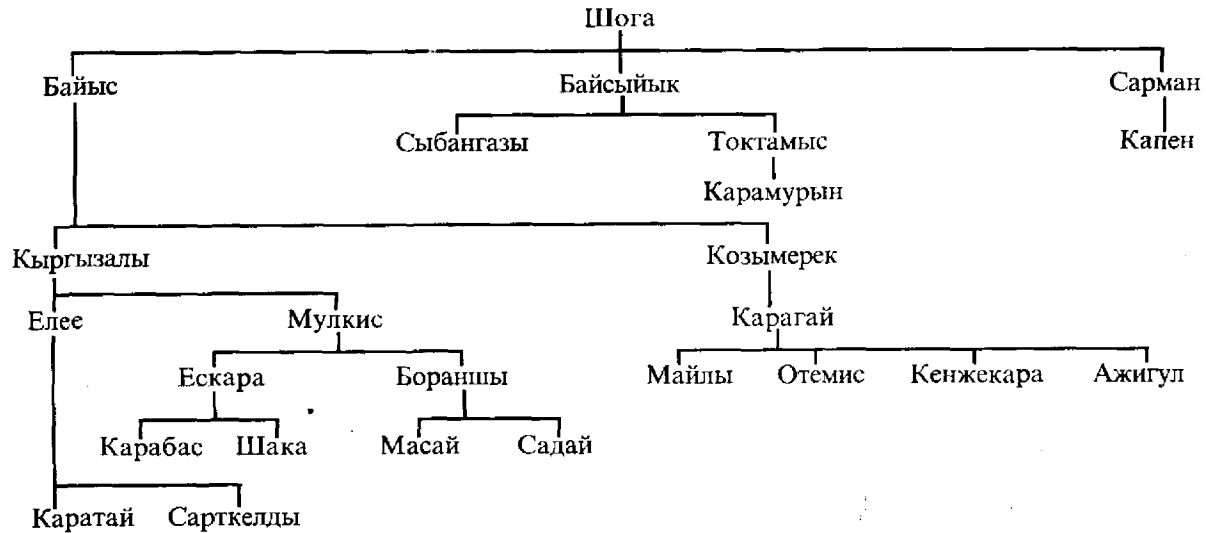 Шога
Байыс Байсыйык Сарман
Сыбангазы Токтамыс Капен
Карамурын
Кыргызалы Козымерек
Елее Мулкис Карагай
Ескара Бораншы Майлы Отемис Кенжекара Ажигул
Карабас Шака Масай Садай
Каратай Сарткелды